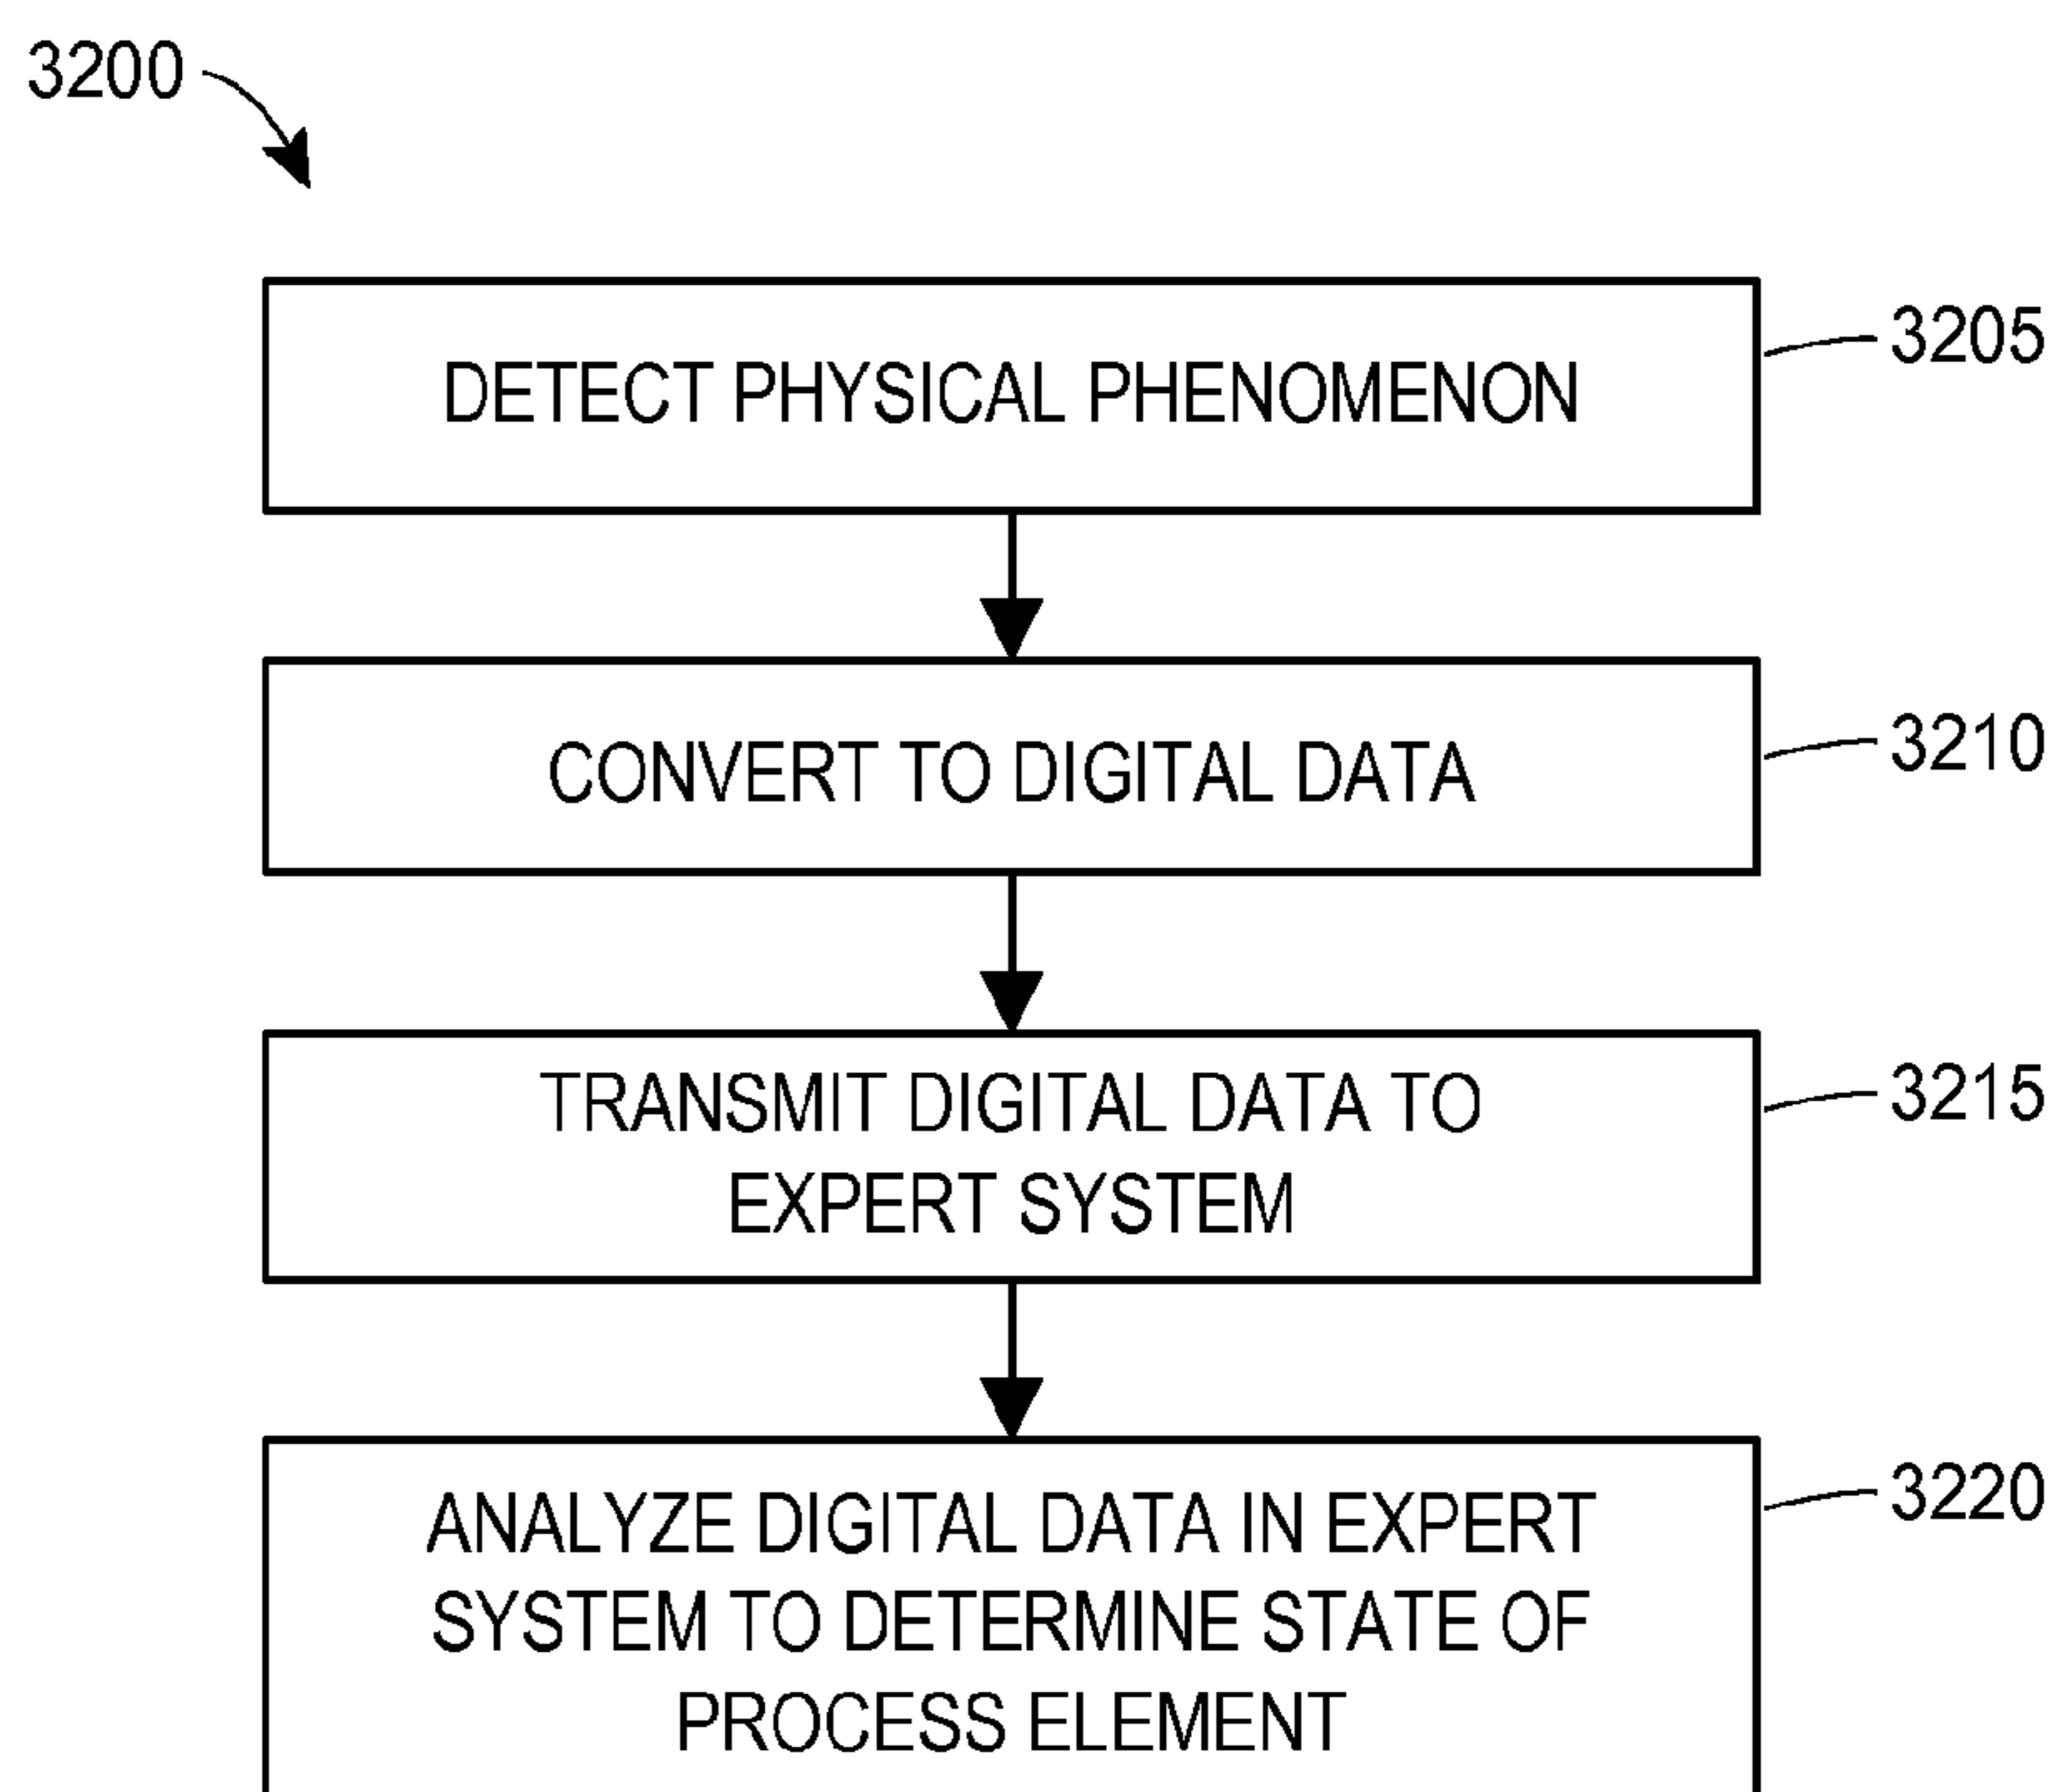 3200
DETECT PHYSICAL PHENOMENON
3205
CONVERT TO DIGITAL DATA
3210
TRANSMIT DIGITAL DATA TO
EXPERT SYSTEM
3215
ANALYZE DIGITAL DATA IN EXPERT
SYSTEM TO DETERMINE STATE OF
PROCESS ELEMENT
3220